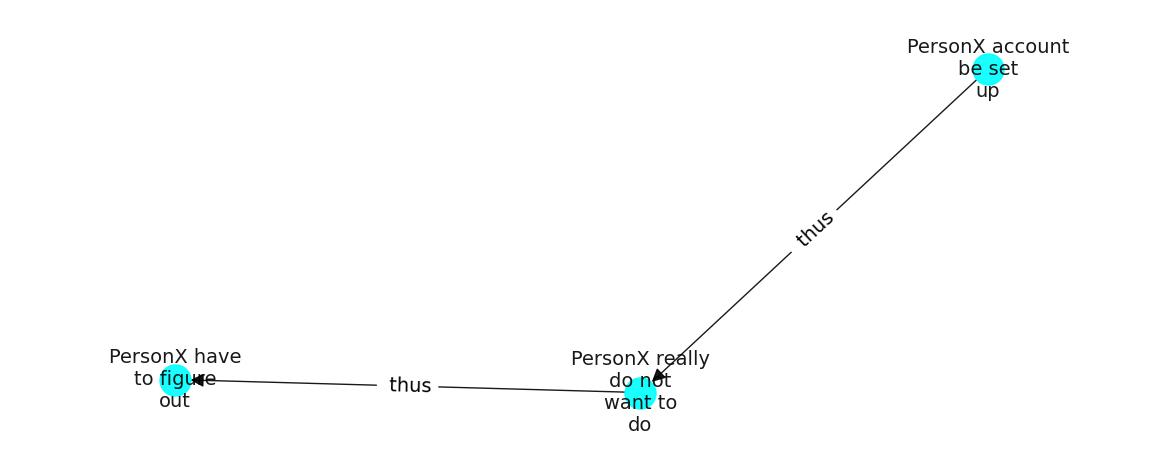 PersonX account
be set
up
thus
PersonX have
to figure
out
thus
PersonX really
do not
want to
do